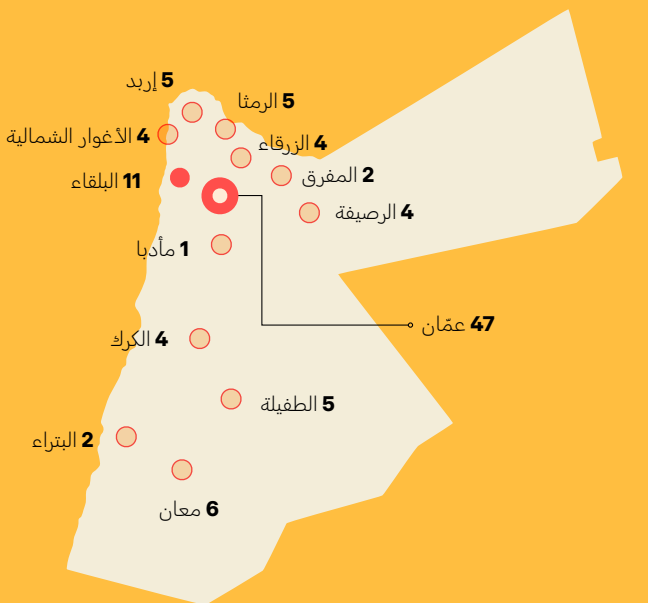 5 إربد
5 الرمثا
4 الأغوار الشمالية
4 الزرقاء
2 المفرق
11 البلقاء
4 الرصيفة
1 مأدبا
47 عمّان
4 الكرك
5 الطفيلة
2 البتراء
6 معان